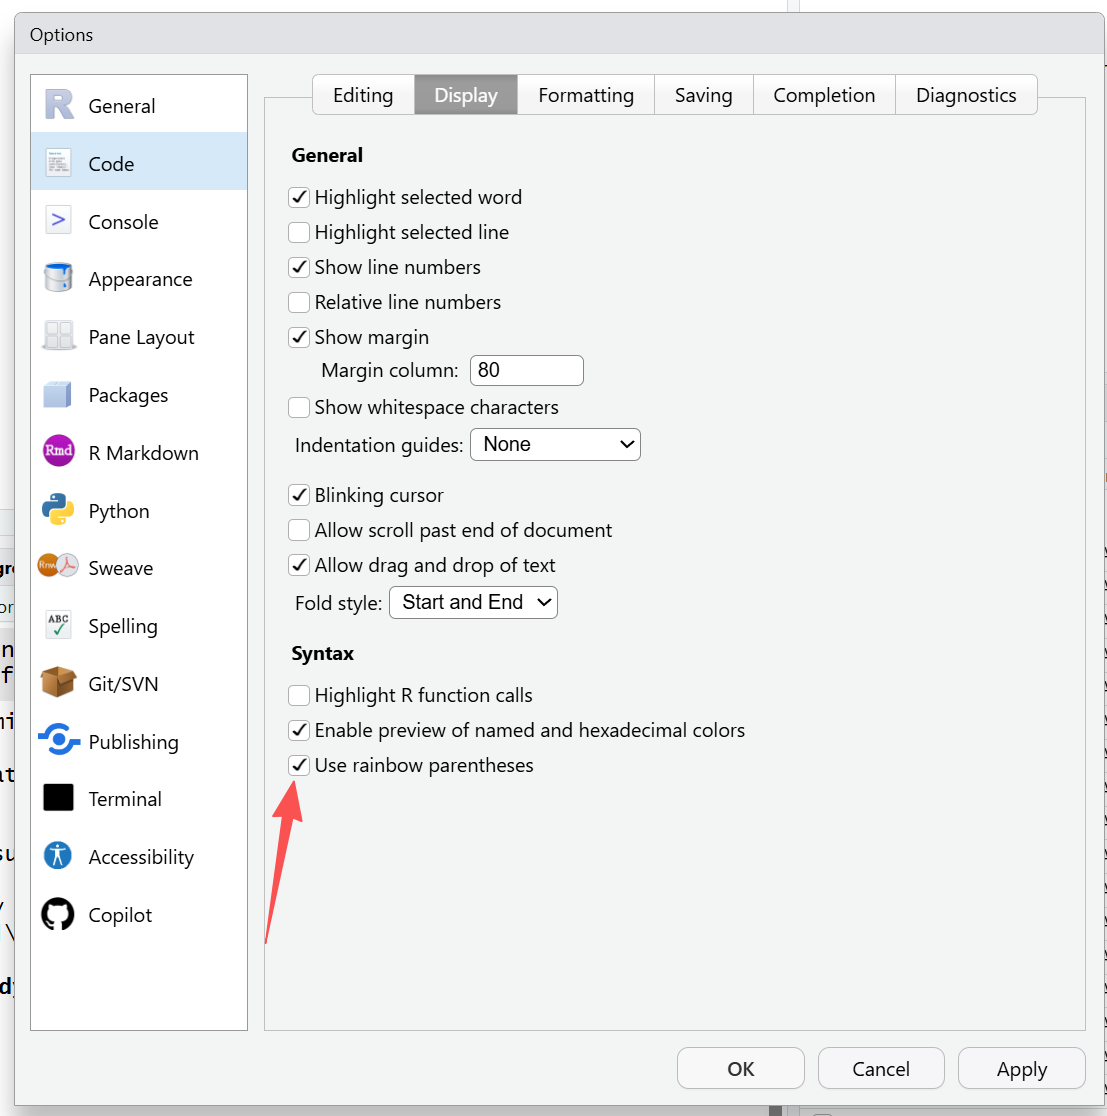 Options
General
Code
Console
Appearance
Pane Layout
Packages
R Markdown
Python
Sweave
Spelling
Git/SVN
Publishing
Terminal
Accessibility
Copilot
Editing
Display
Formatting
Saving
Completion
Diagnostics
General
Highlight selected word
Highlight selected line
Show line numbers
Relative line numbers
Show margin
Margin column: 80
Show whitespace characters
Indentation guides: None
Blinking cursor
Allow scroll past end of document
Allow drag and drop of text
Fold style: Start and End
Syntax
Highlight R function calls
Enable preview of named and hexadecimal colors
Use rainbow parentheses
OK
Cancel
Apply